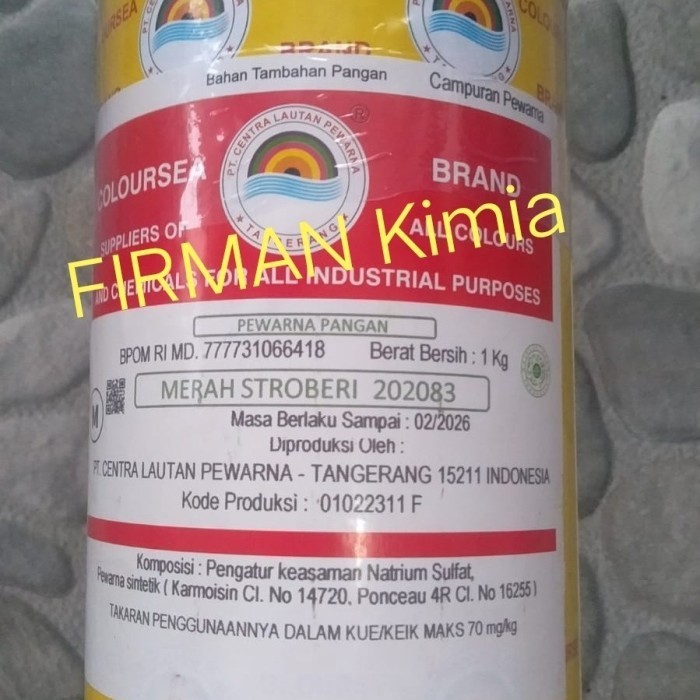 COLOURSEA
BRAND
Bahan Tambahan Pangan
Campuran Pewarna
PT. CENTRA LAUTAN PEWARNA
TANGERANG
®
COLOURSEA
BRAND
SUPPLIERS OF
ALL COLOURS
AND CHEMICALS FOR ALL INDUSTRIAL PURPOSES
FIRMAN Kimia
PEWARNA PANGAN
BPOM RI MD. 777731066418
Berat Bersih : 1 Kg
MERAH STROBERI 202083
M
Masa Berlaku Sampai : 02/2026
Diproduksi Oleh :
PT. CENTRA LAUTAN PEWARNA - TANGERANG 15211 INDONESIA
Kode Produksi : 01022311 F
Komposisi : Pengatur keasaman Natrium Sulfat,
Pewarna sintetik ( Karmoisin CI. No 14720, Ponceau 4R CI. No 16255 )
TAKARAN PENGGUNAANNYA DALAM KUE/KEIK MAKS 70 mg/kg